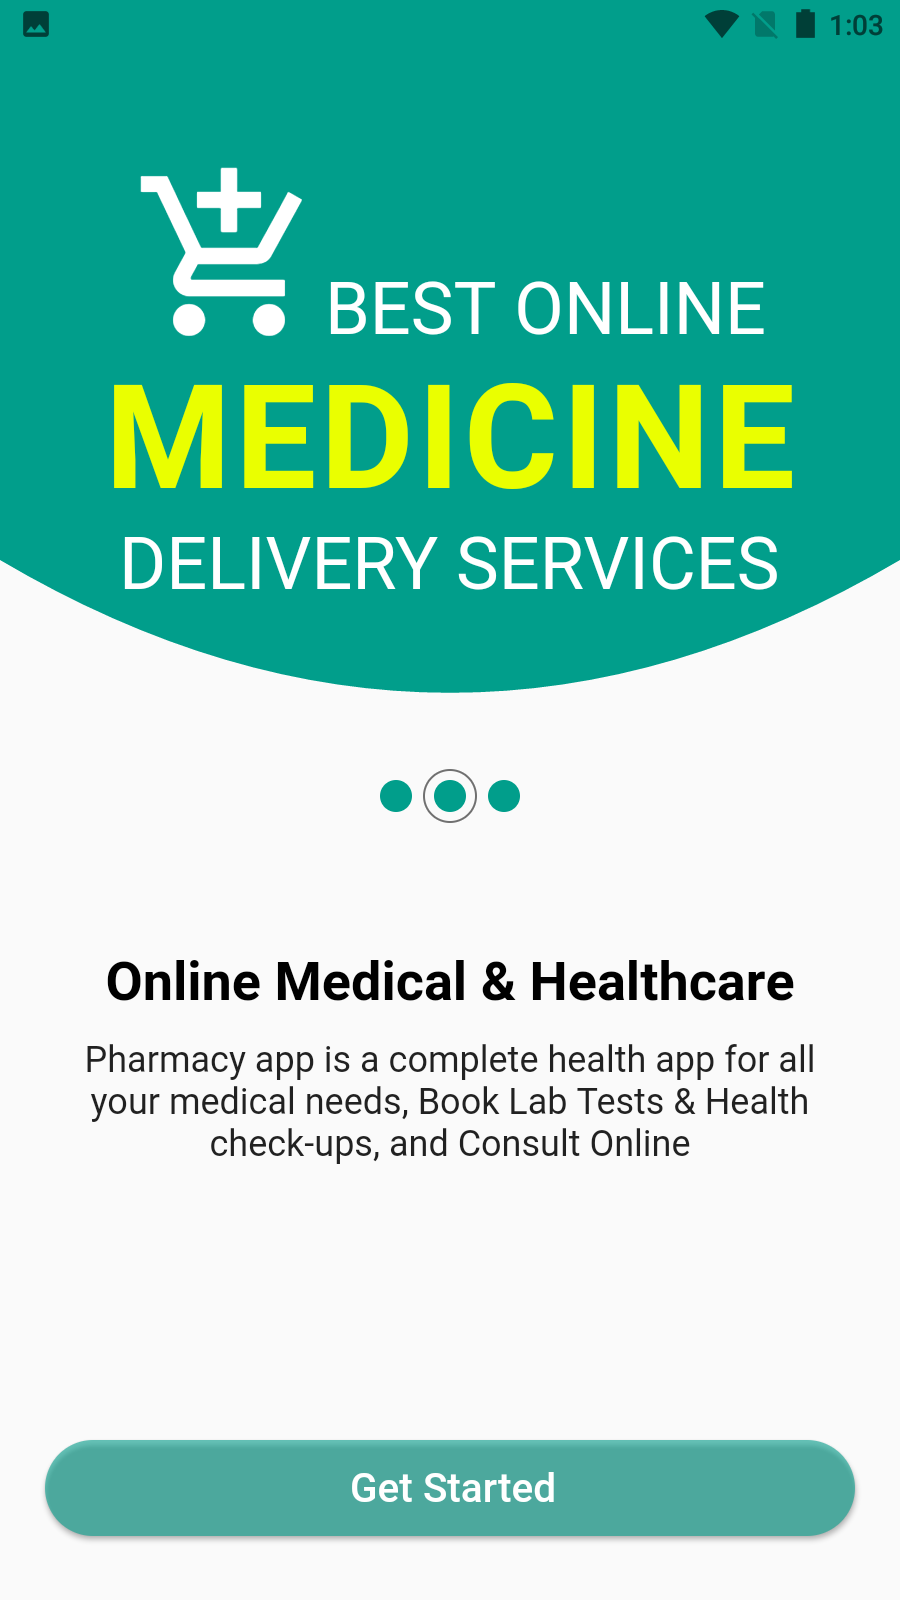 1:03
BEST ONLINE
MEDICINE
DELIVERY SERVICES
Online Medical & Healthcare
Pharmacy app is a complete health app for all
your medical needs, Book Lab Tests & Health
check-ups, and Consult Online
Get Started